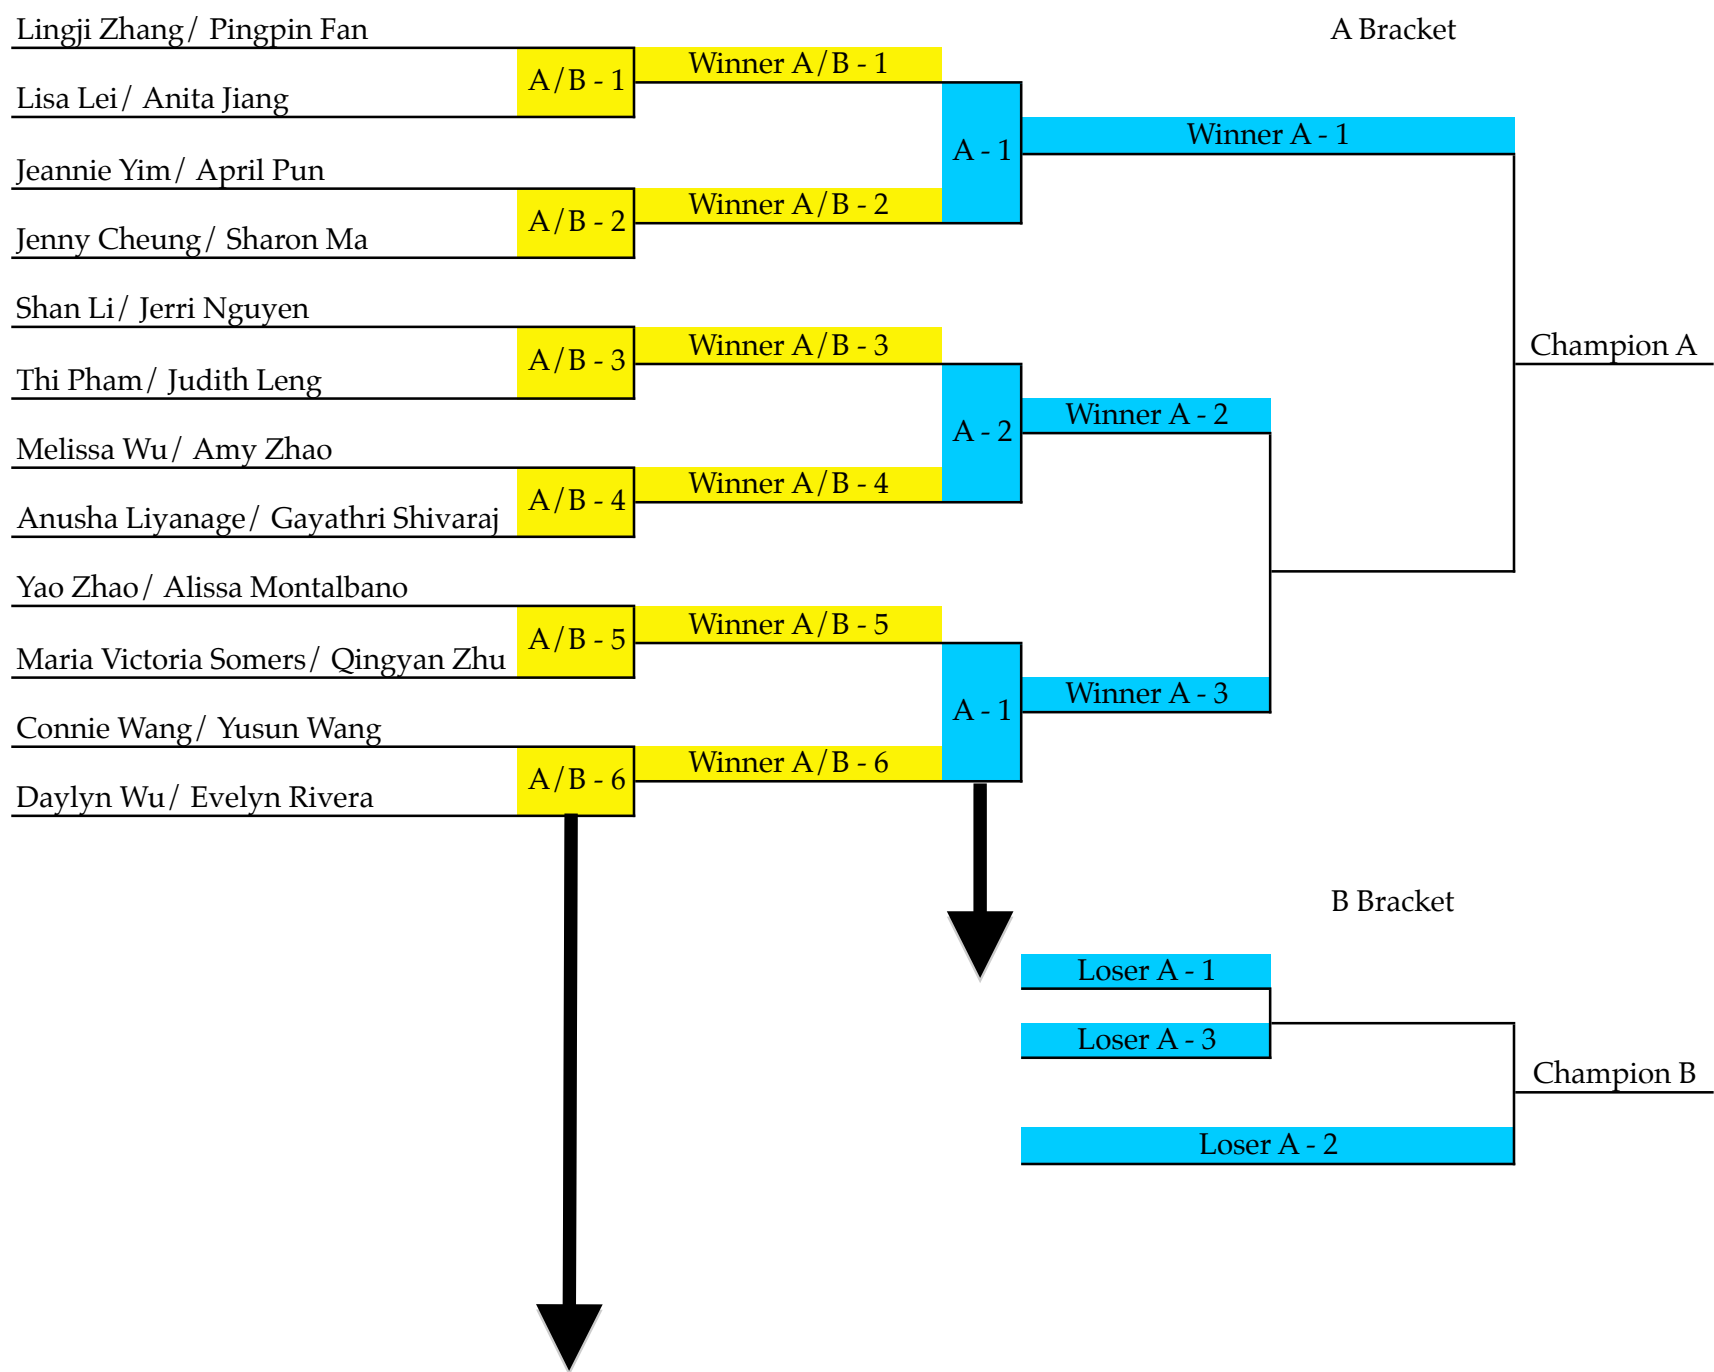 Lingji Zhang/ Pingpin Fan
A Bracket
A/B - 1
Winner A/B - 1
Lisa Lei/ Anita Jiang
Winner A - 1
A - 1
Jeannie Yim/ April Pun
A/B - 2
Winner A/B - 2
Jenny Cheung/ Sharon Ma
Shan Li/ Jerri Nguyen
A/B - 3
Winner A/B - 3
Champion A
Thi Pham/ Judith Leng
Winner A - 2
A - 2
Melissa Wu/ Amy Zhao
A/B - 4
Winner A/B - 4
Anusha Liyanage/ Gayathri Shivaraj
Yao Zhao/ Alissa Montalbano
A/B - 5
Winner A/B - 5
Maria Victoria Somers/ Qingyan Zhu
Winner A - 3
A - 1
Connie Wang/ Yusun Wang
A/B - 6
Winner A/B - 6
Daylyn Wu/ Evelyn Rivera
B Bracket
Loser A - 1
Loser A - 3
Champion B
Loser A - 2